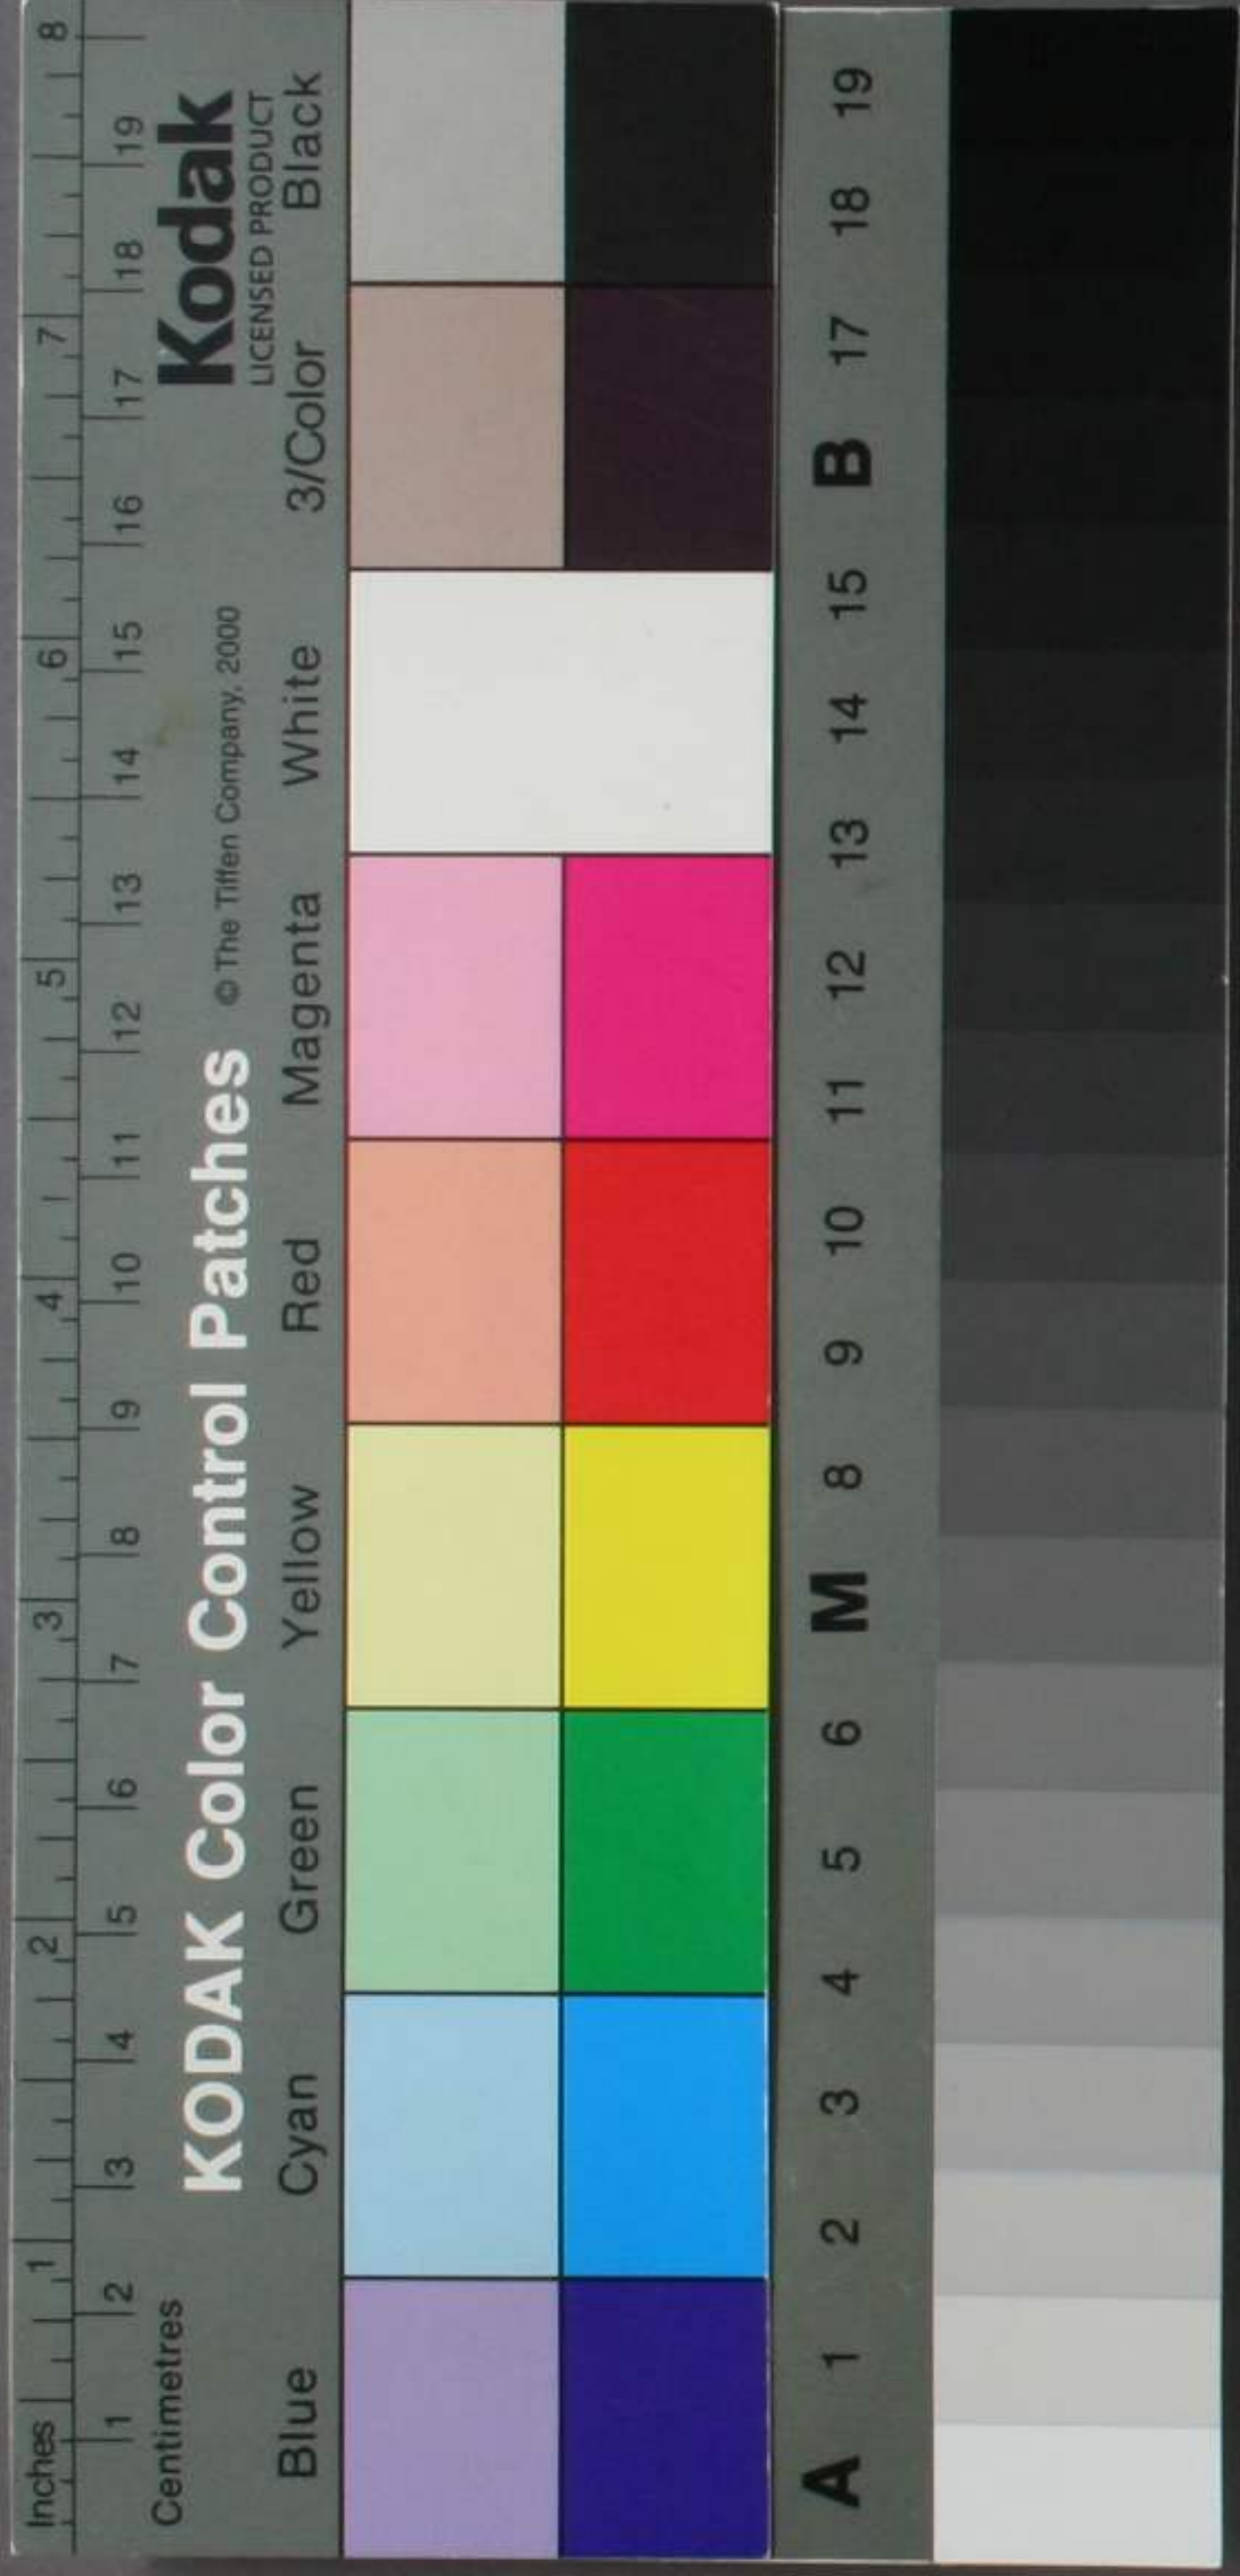 Inches 1 2 3 4 5 6 7 8
1 2 3 4 5 6 7 8 9 10 11 12 13 14 15 16 17 18 19
Centimetres
KODAK Color Control Patches © The Tiffen Company, 2000
Kodak
LICENSED PRODUCT
Blue Cyan Green Yellow Red Magenta White 3/Color Black
A 1 2 3 4 5 6 M 8 9 10 11 12 13 14 15 B 17 18 19